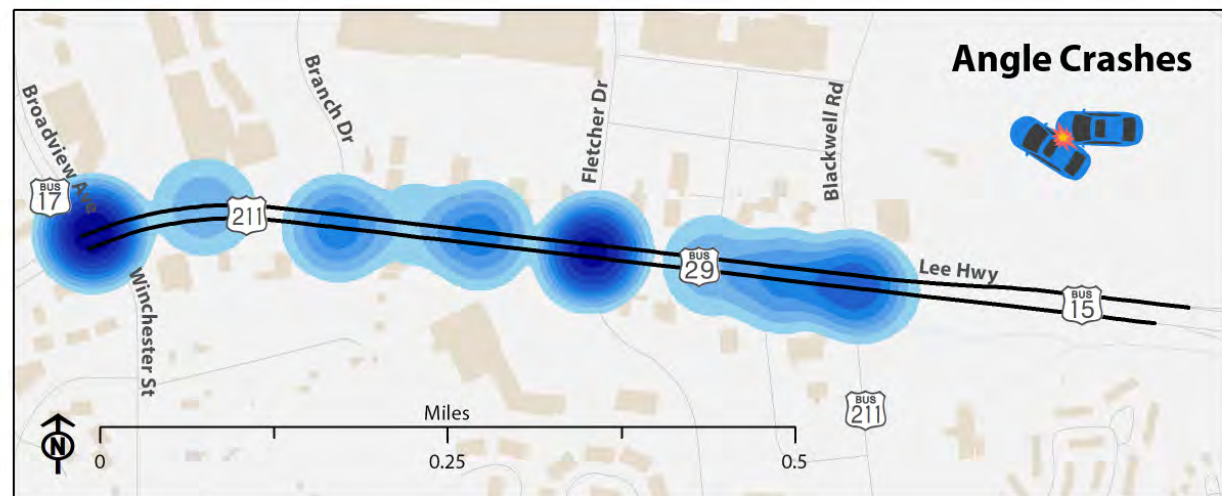 Angle Crashes
Broadview Ave
BUS
17
Winchester St
211
Branch Dr
Fletcher Dr
BUS
29
Blackwell Rd
Lee Hwy
BUS
15
BUS
211
N
Miles
0 0.25 0.5